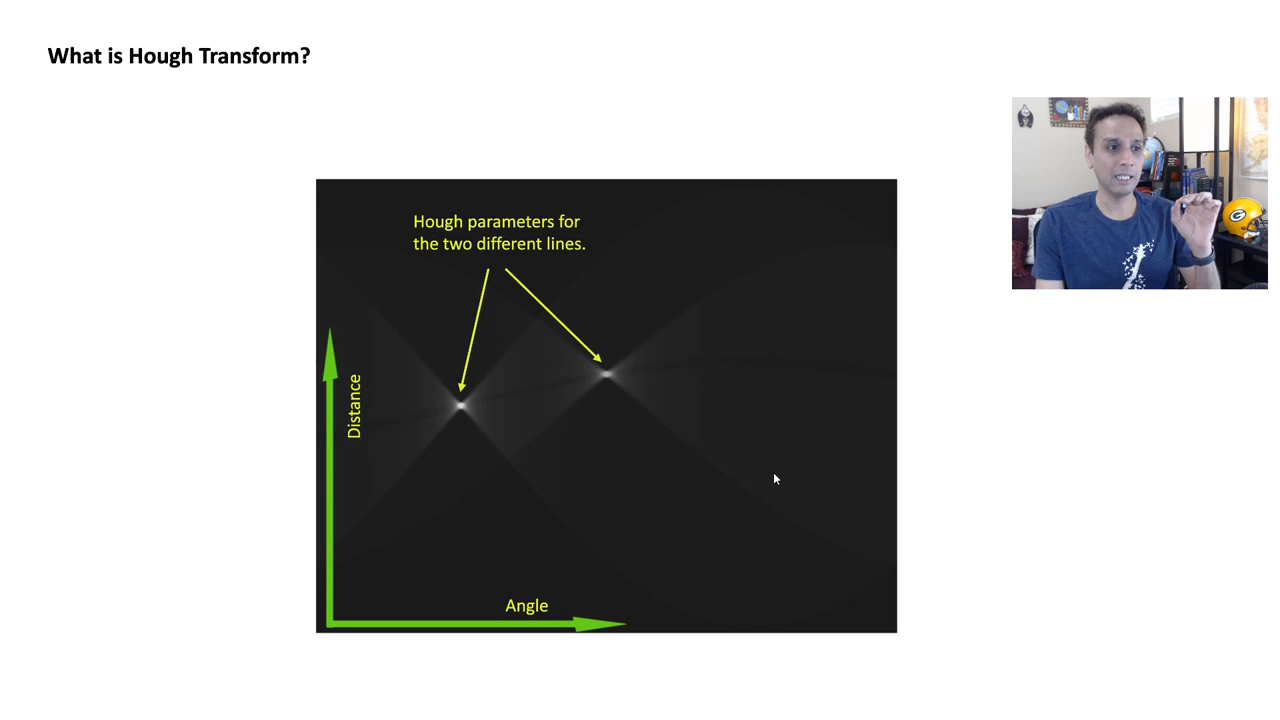 What is Hough Transform?
Hough parameters for
the two different lines.
Distance
Angle
G